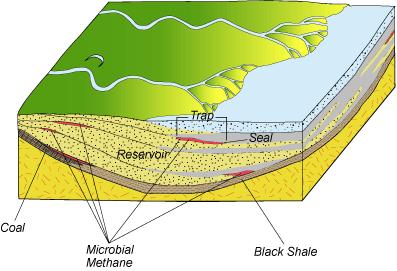 Trap
Seal
Reservoir
Coal
Microbial
Methane
Black Shale